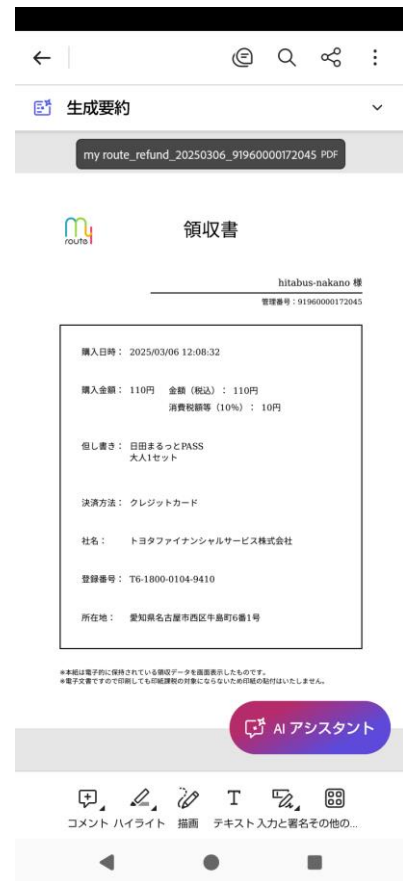 生成要約
my route_refund_20250306_91960000172045 PDF
my
route
領収書
hitabus-nakano 様
管理番号：91960000172045
購入日時： 2025/03/06 12:08:32
購入金額： 110円 金額（税込）： 110円
消費税額等（10%）： 10円
但し書き： 日田まるっとPASS
大人1セット
決済方法： クレジットカード
社名： トヨタファイナンシャルサービス株式会社
登録番号： T6-1800-0104-9410
所在地： 愛知県名古屋市西区牛島町6番1号
※本紙は電子的に保持されている領収データを画面表示したものです。
※電子文書ですので印刷しても印紙課税の対象にならないため印紙の貼付はいたしません。
AI アシスタント
コメント ハイライト 描画 テキスト 入力と署名 その他の...